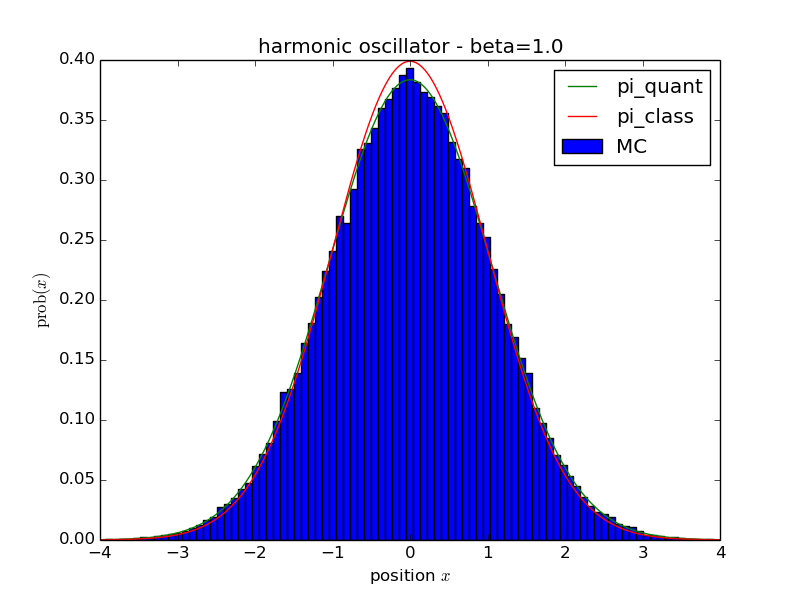 harmonic oscillator - beta=1.0
pi_quant
pi_class
MC
0.40
0.35
0.30
0.25
0.20
0.15
0.10
0.05
0.00
prob(x)
−4 −3 −2 −1 0 1 2 3 4
position x